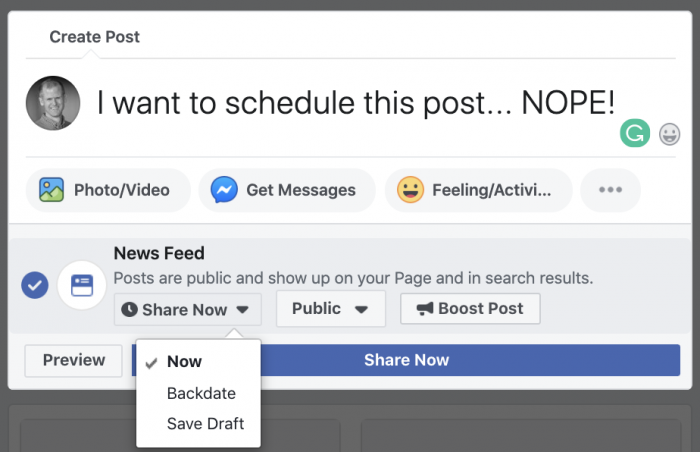 Create Post
I want to schedule this post... NOPE!
Photo/Video
Get Messages
Feeling/Activi...
News Feed
Posts are public and show up on your Page and in search results.
Share Now
Public
Boost Post
Preview
Share Now
Now
Backdate
Save Draft